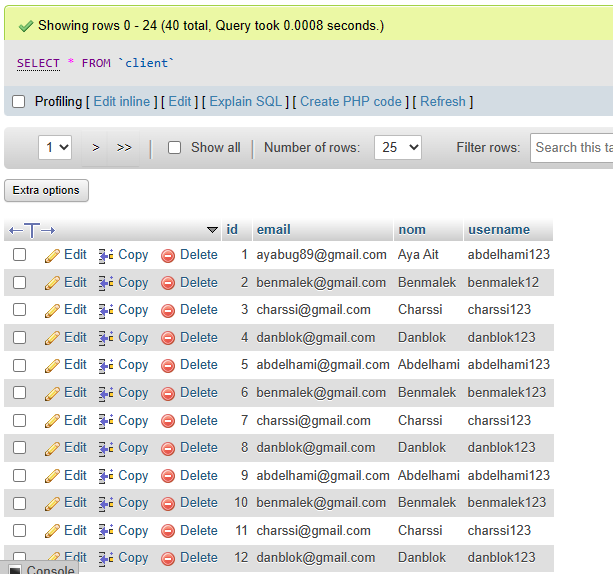 Showing rows 0 - 24 (40 total, Query took 0.0008 seconds.)
SELECT * FROM `client`
Profiling [ Edit inline ] [ Edit ] [ Explain SQL ] [ Create PHP code ] [ Refresh ]
1 > >> | Show all | Number of rows: 25 Filter rows: Search this ta
Extra options
←T→ id email nom username
Edit Copy Delete 1 ayabug89@gmail.com Aya Ait abdelhami123
Edit Copy Delete 2 benmalek@gmail.com Benmalek benmalek12
Edit Copy Delete 3 charssi@gmail.com Charssi charssi123
Edit Copy Delete 4 danblok@gmail.com Danblok danblok123
Edit Copy Delete 5 abdelhami@gmail.com Abdelhami abdelhami123
Edit Copy Delete 6 benmalek@gmail.com Benmalek benmalek123
Edit Copy Delete 7 charssi@gmail.com Charssi charssi123
Edit Copy Delete 8 danblok@gmail.com Danblok danblok123
Edit Copy Delete 9 abdelhami@gmail.com Abdelhami abdelhami123
Edit Copy Delete 10 benmalek@gmail.com Benmalek benmalek123
Edit Copy Delete 11 charssi@gmail.com Charssi charssi123
Edit Copy Delete 12 danblok@gmail.com Danblok danblok123
Console